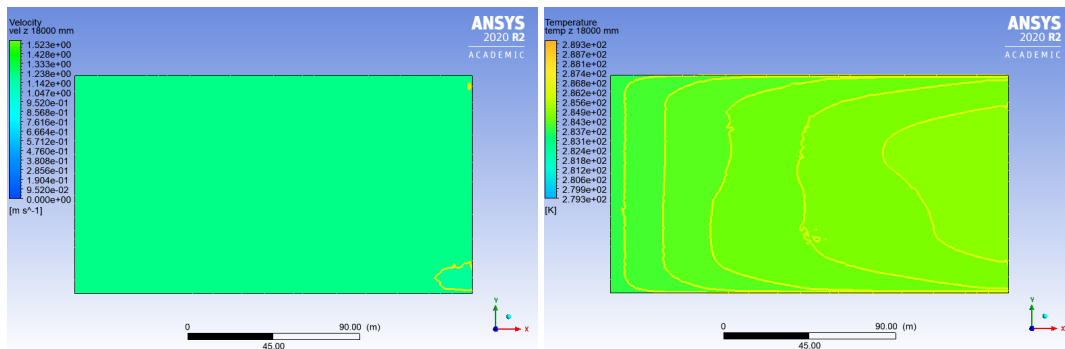 Velocity
vel z 18000 mm
1.523e+00
1.428e+00
1.333e+00
1.238e+00
1.142e+00
1.047e+00
9.520e-01
8.568e-01
7.616e-01
6.664e-01
5.712e-01
4.760e-01
3.808e-01
2.856e-01
1.904e-01
9.520e-02
0.000e+00
[m s^-1]
ANSYS
2020 R2
ACADEMIC
0
90.00 (m)
45.00
Y
X
Temperature
temp z 18000 mm
2.893e+02
2.887e+02
2.881e+02
2.874e+02
2.868e+02
2.862e+02
2.856e+02
2.849e+02
2.843e+02
2.837e+02
2.831e+02
2.824e+02
2.818e+02
2.812e+02
2.806e+02
2.799e+02
2.793e+02
[K]
ANSYS
2020 R2
ACADEMIC
0
90.00 (m)
45.00
Y
X